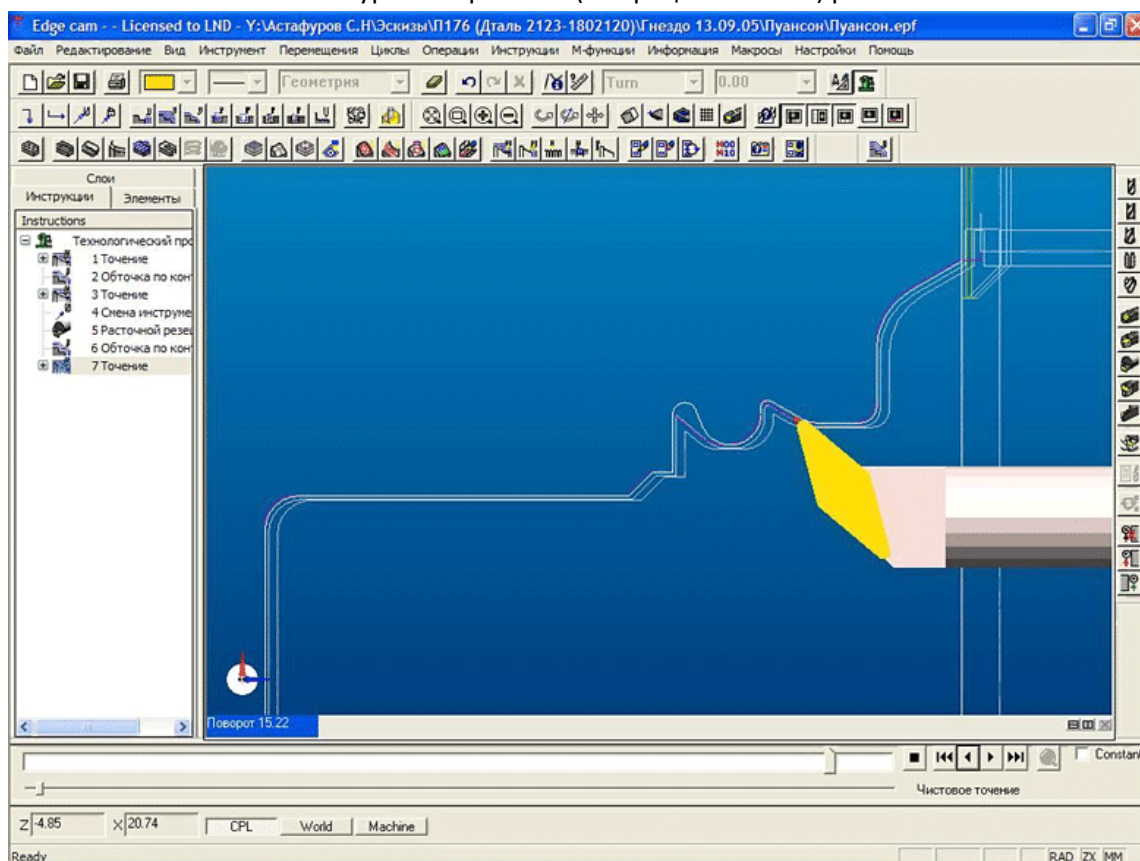 Edge cam - - Licensed to LND - Y:\Астафуров С.Н\Эскизы\П176 (Дталь 2123-1802120)\Гнездо 13.09.05\Пуансон\Пуансон.epf
Файл Редактирование Вид Инструмент Перемещения Циклы Операции Инструкции М-функции Информация Макросы Настройки Помощь
Геометрия Turn 0.00
Слои
Инструкции Элементы
Instructions
Технологический про
1 Точение
2 Обточка по кон
3 Точение
4 Смена инструме
5 Расточной резец
6 Обточка по кон
7 Точение
Поворот 15.22
Constan
Чистовое точение
Z -4.85 X 20.74 CPL World Machine
Ready RAD ZX MM